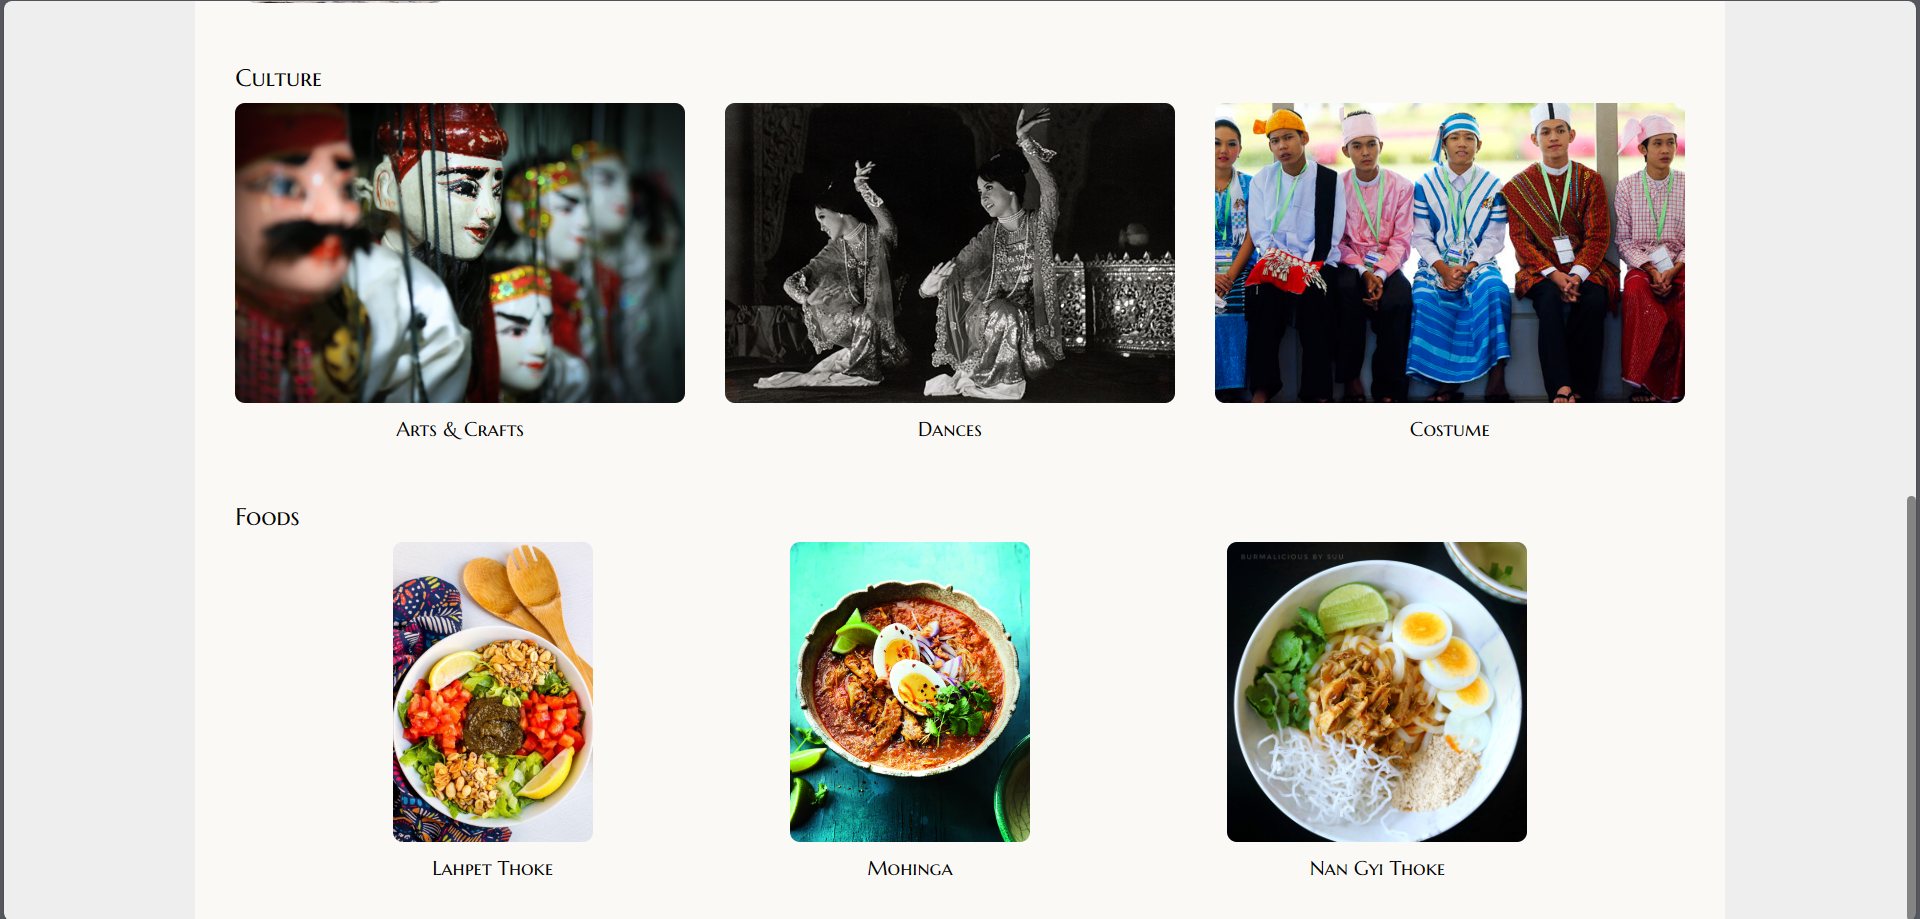 Culture
Arts & Crafts
Dances
Costume
Foods
BURMALICIOUS BY SUU
Lahpet Thoke
Mohinga
Nan Gyi Thoke